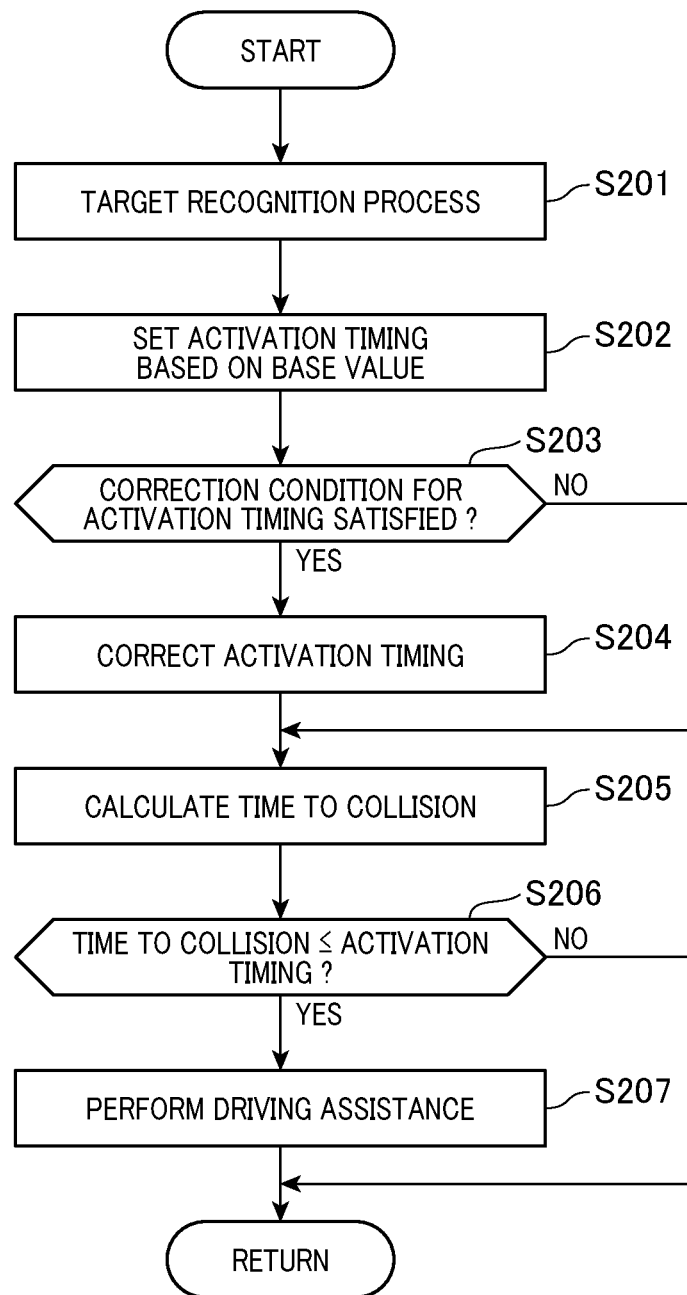 START
TARGET RECOGNITION PROCESS
S201
SET ACTIVATION TIMING
BASED ON BASE VALUE
S202
S203
CORRECTION CONDITION FOR
ACTIVATION TIMING SATISFIED ?
NO
YES
CORRECT ACTIVATION TIMING
S204
CALCULATE TIME TO COLLISION
S205
S206
TIME TO COLLISION ≤ ACTIVATION
TIMING ?
NO
YES
PERFORM DRIVING ASSISTANCE
S207
RETURN